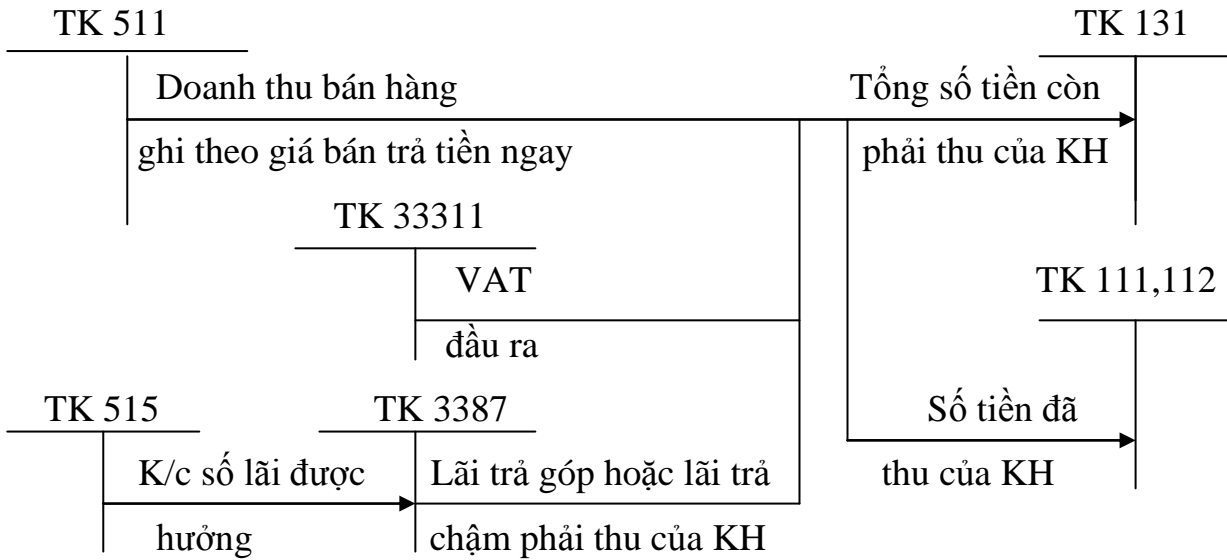 TK 511
TK 131
Doanh thu bán hàng
Tổng số tiền còn
ghi theo giá bán trả tiền ngay
phải thu của KH
TK 33311
VAT
TK 111,112
đầu ra
TK 515
TK 3387
Số tiền đã
K/c số lãi được
Lãi trả góp hoặc lãi trả
thu của KH
hưởng
chậm phải thu của KH